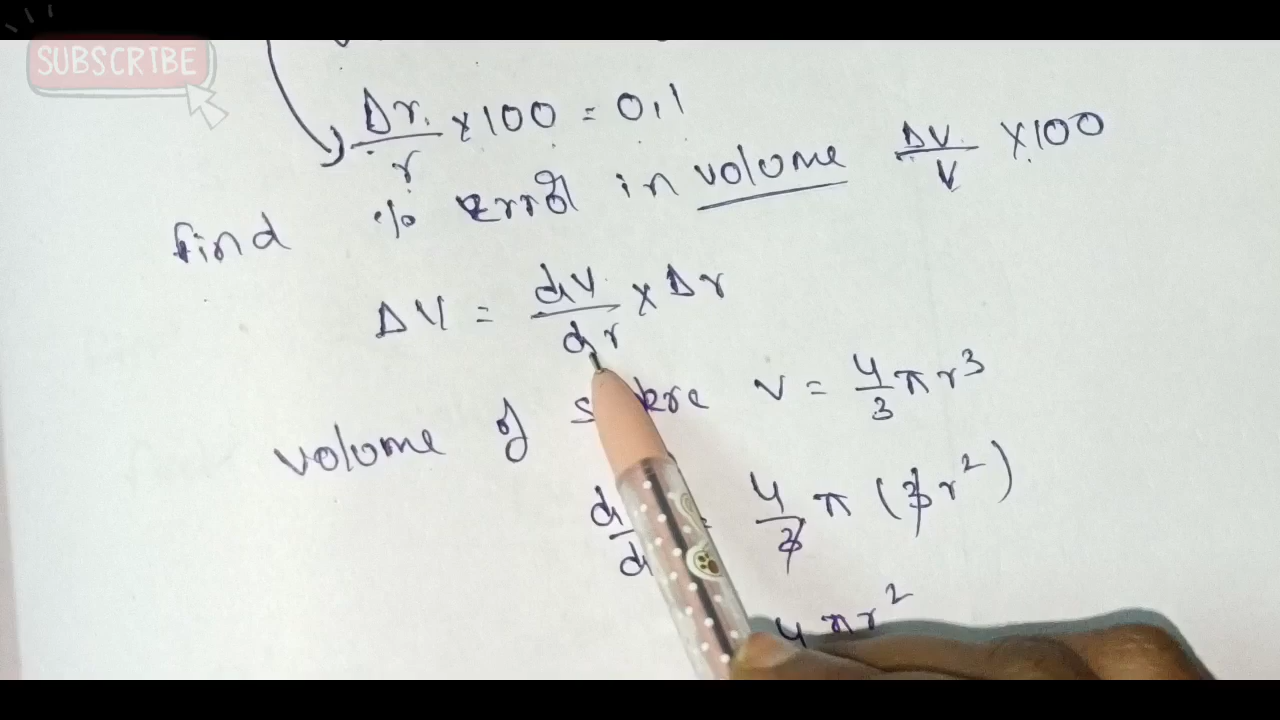 SUBSCRIBE
Δr/r × 100 = 0.1
find % error in volume ΔV/V × 100
ΔV = dV/dr × Δr
volume of V = 4/3 πr³
= 4/3 π (3r²)
4πr²